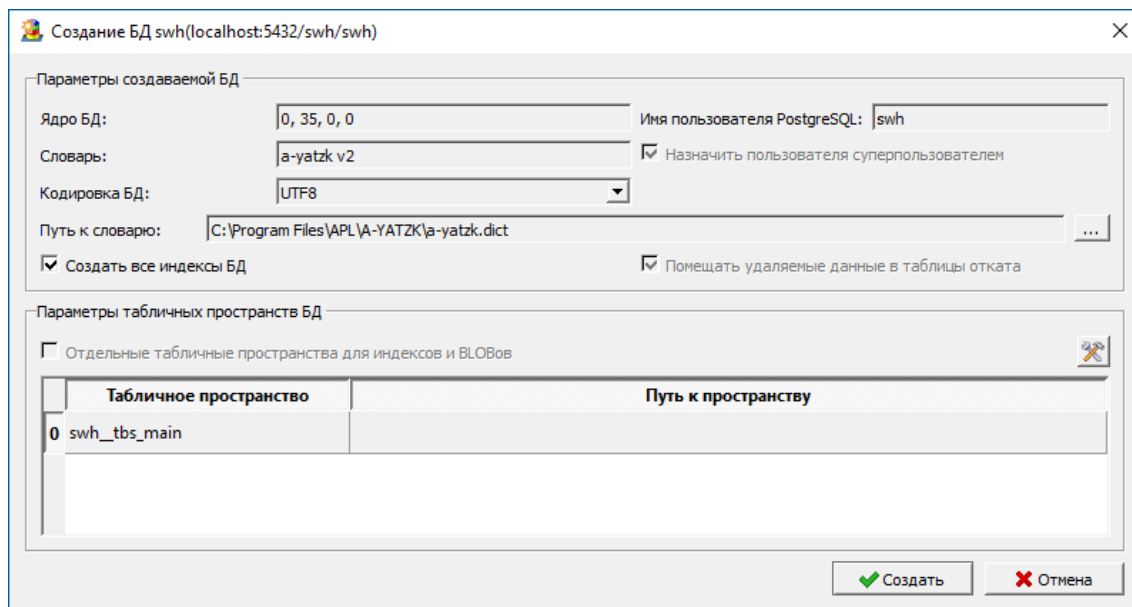 Создание БД swh(localhost:5432/swh/swh)
Параметры создаваемой БД
Ядро БД: 0, 35, 0, 0 Имя пользователя PostgreSQL: swh
Словарь: a-yatzk v2 Назначить пользователя суперпользователем
Кодировка БД: UTF8
Путь к словарю: C:\Program Files\APL\A-YATZK\a-yatzk.dict ...
Создать все индексы БД Помещать удаляемые данные в таблицы отката
Параметры табличных пространств БД
Отдельные табличные пространства для индексов и BLOBов
Табличное пространство Путь к пространству
0 swh__tbs_main
Создать Отмена